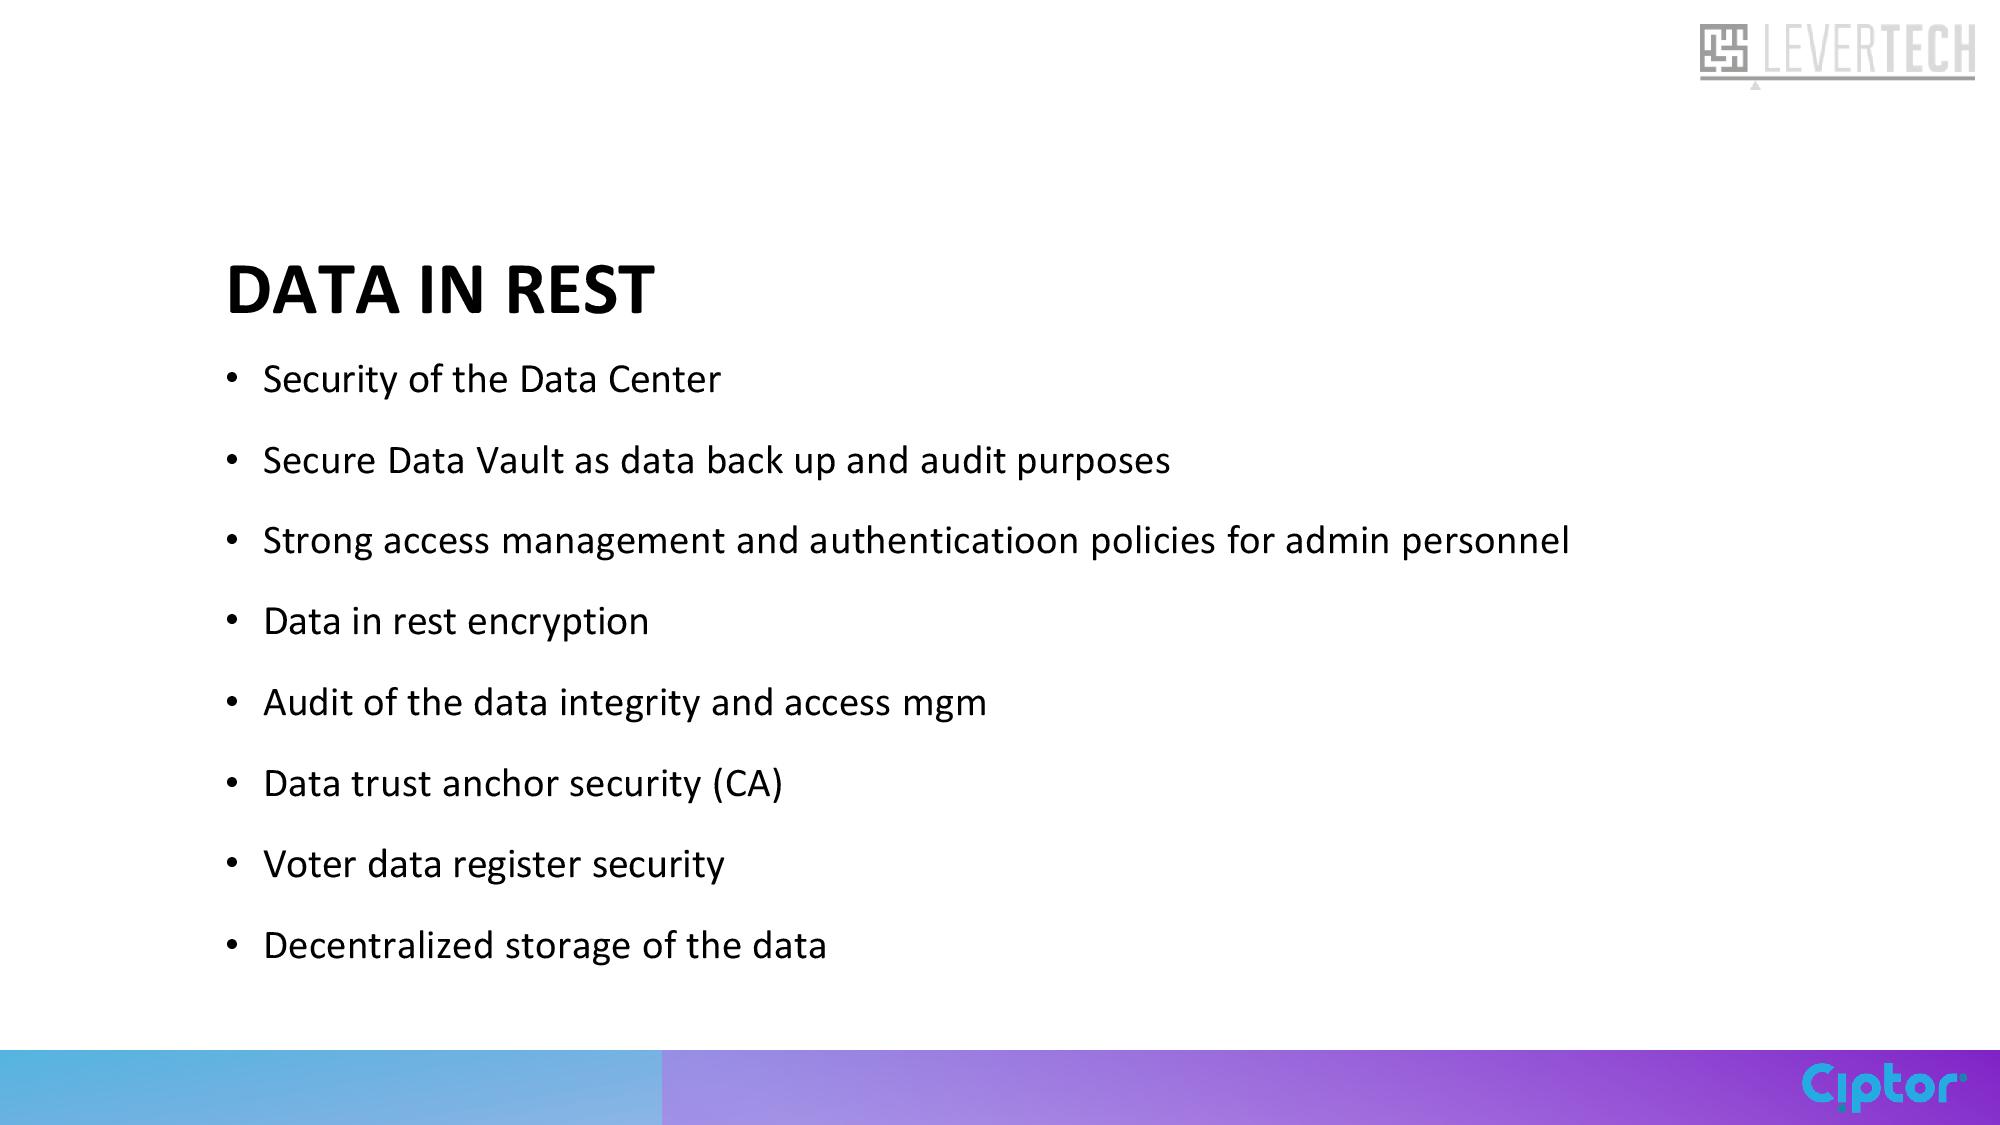 LEVERTECH
DATA IN REST
• Security of the Data Center
• Secure Data Vault as data back up and audit purposes
• Strong access management and authenticatioon policies for admin personnel
• Data in rest encryption
• Audit of the data integrity and access mgm
• Data trust anchor security (CA)
• Voter data register security
• Decentralized storage of the data
Ciptor